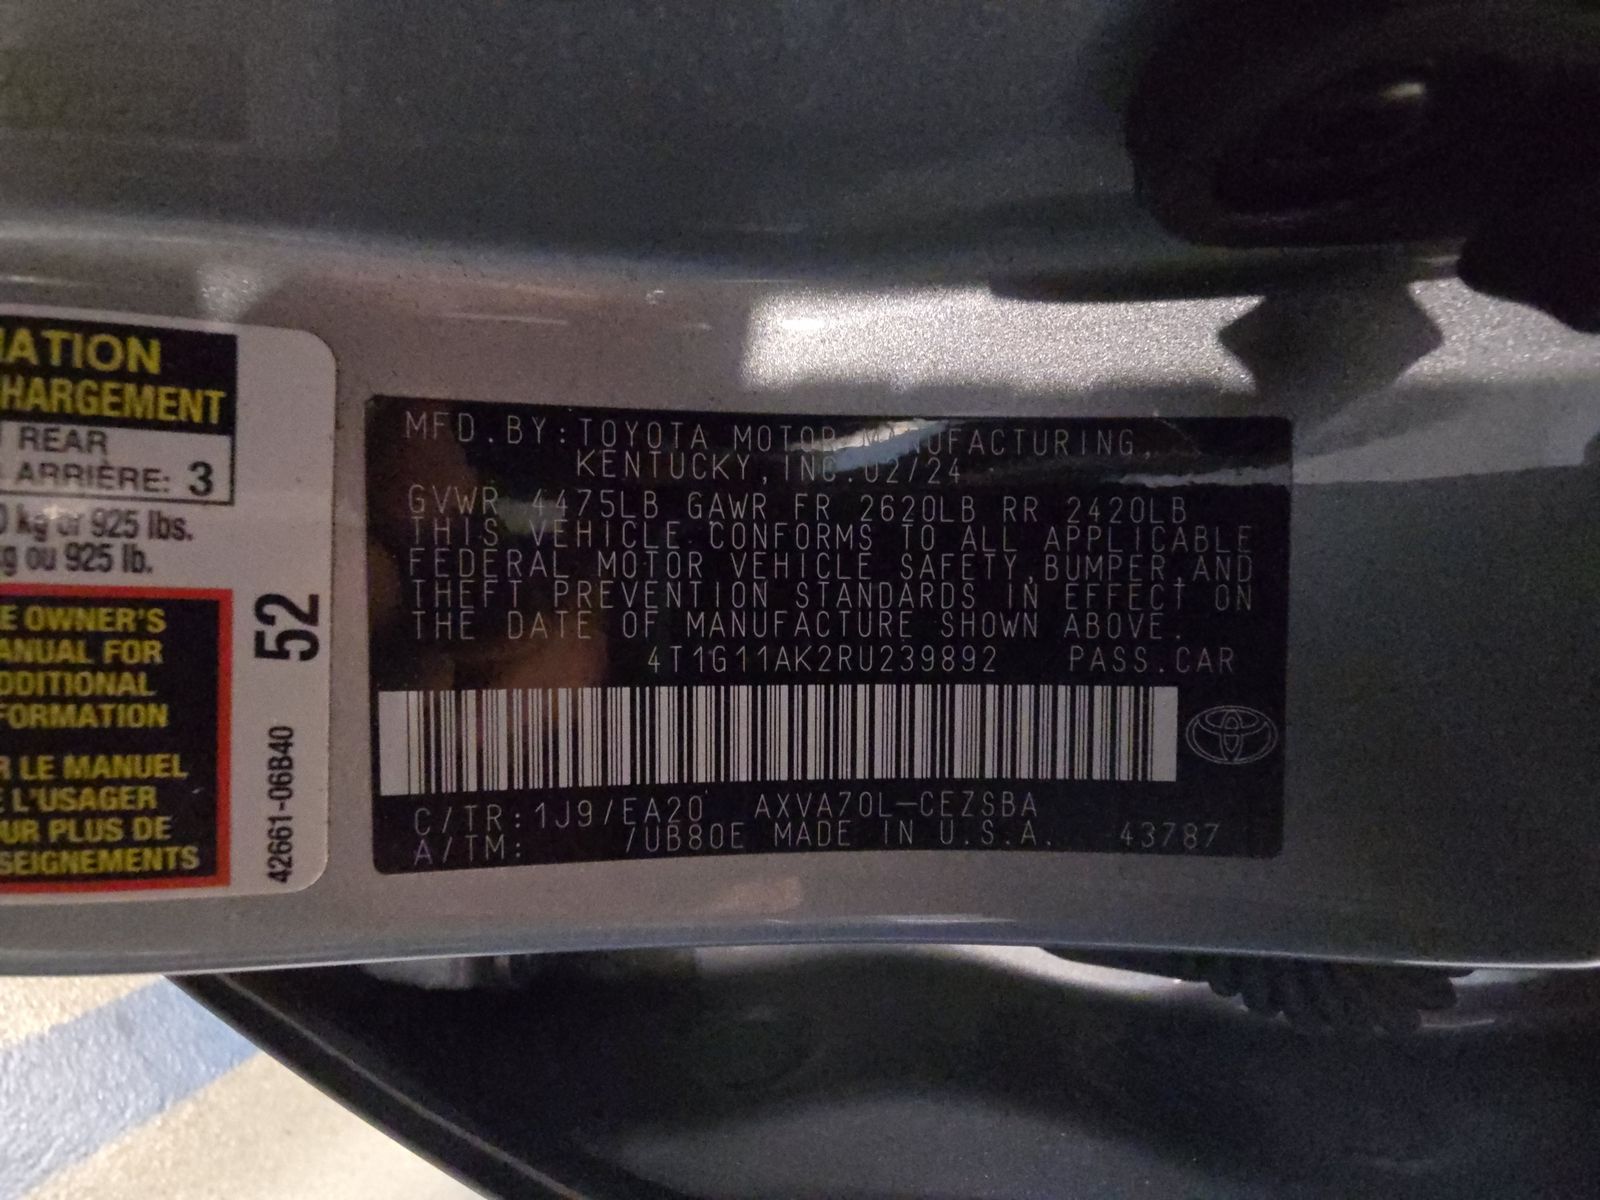 MATION
CHARGEMENT
REAR
ARRIÈRE: 3
kg or 925 lbs.
kg ou 925 lb.
E OWNER'S
ANUAL FOR
DDITIONAL
FORMATION
R LE MANUEL
E L'USAGER
UR PLUS DE
SEIGNEMENTS
52
42661-06B40
MFD.BY:TOYOTA MOTOR MANUFACTURING,
KENTUCKY, INC. 02/24
GVWR 4475LB GAWR FR 2620LB RR 2420LB
THIS VEHICLE CONFORMS TO ALL APPLICABLE
FEDERAL MOTOR VEHICLE SAFETY,BUMPER,AND
THEFT PREVENTION STANDARDS IN EFFECT ON
THE DATE OF MANUFACTURE SHOWN ABOVE.
4T1G11AK2RU239892 PASS.CAR
C/TR:1J9/EA20 AXVA70L-CEZSBA
A/TM: /UB80E MADE IN U.S.A. 43787